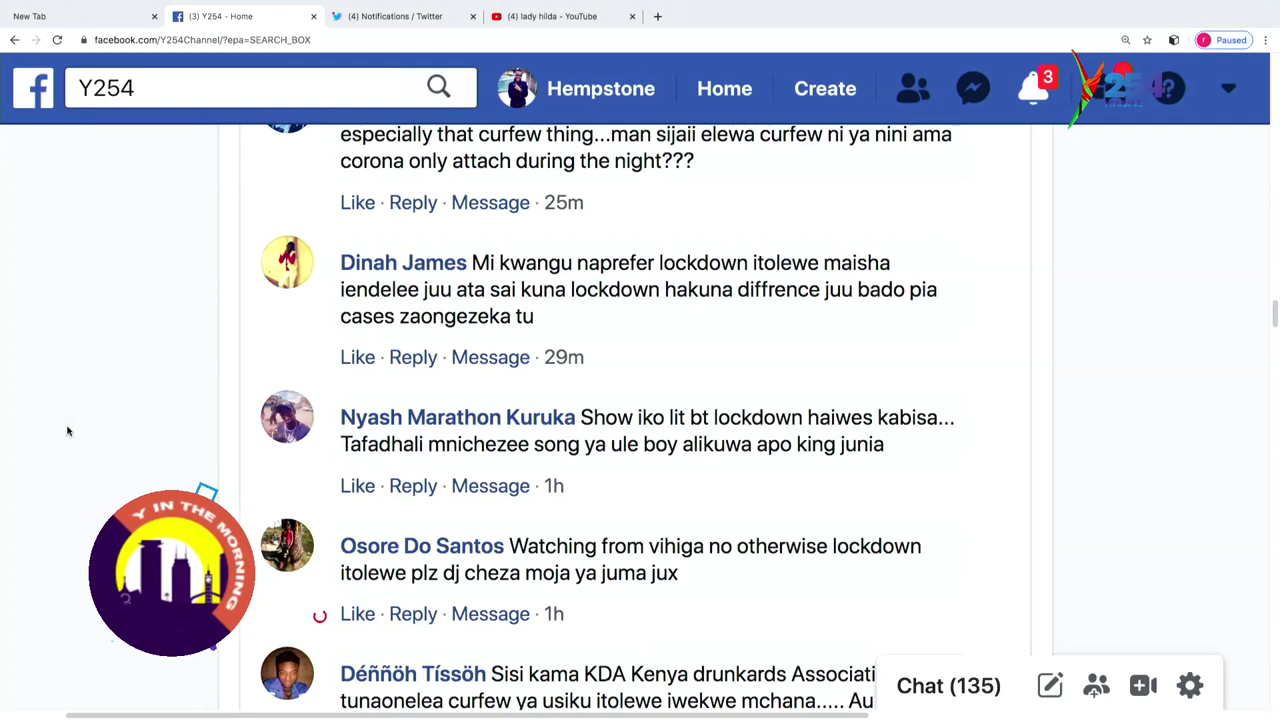 New Tab
(3) Y254 - Home
(4) Notifications / Twitter
(4) lady hilda - YouTube
facebook.com/Y254Channel/?epa=SEARCH_BOX
Paused
Y254
Hempstone
Home
Create
3
254
especially that curfew thing...man sijaii elewa curfew ni ya nini ama
corona only attach during the night???
Like · Reply · Message · 25m
Dinah James Mi kwangu naprefer lockdown itolewe maisha
iendelee juu ata sai kuna lockdown hakuna diffrence juu bado pia
cases zaongezeka tu
Like · Reply · Message · 29m
Nyash Marathon Kuruka Show iko lit bt lockdown haiwes kabisa...
Tafadhali mnichezee song ya ule boy alikuwa apo king junia
Like · Reply · Message · 1h
Y IN THE MORNING
Osore Do Santos Watching from vihiga no otherwise lockdown
itolewe plz dj cheza moja ya juma jux
Like · Reply · Message · 1h
Déññöh Tíssöh Sisi kama KDA Kenya drunkards Associati
tunaonelea curfew ya usiku itolewe iwekwe mchana..... Au
Chat (135)